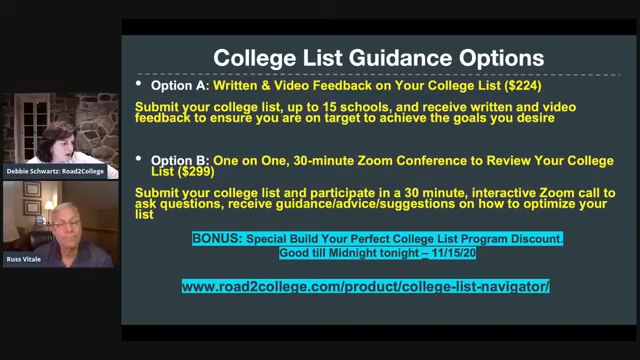 College List Guidance Options
• Option A: Written & Video Feedback on Your College List ($224)
Submit your college list, up to 15 schools, and receive written and video
feedback to ensure you are on target to achieve the goals you desire
• Option B: One on One, 30-minute Zoom Conference to Review Your College
List ($299)
Submit your college list and participate in a 30 minute, interactive Zoom call to
ask questions, receive guidance/advice/suggestions on how to optimize your
list
BONUS: Special Build Your Perfect College List Program Discount.
Good till Midnight tonight – 11/15/20
www.road2college.com/product/college-list-navigator/
Debbie Schwartz: Road2College
Russ Vitale